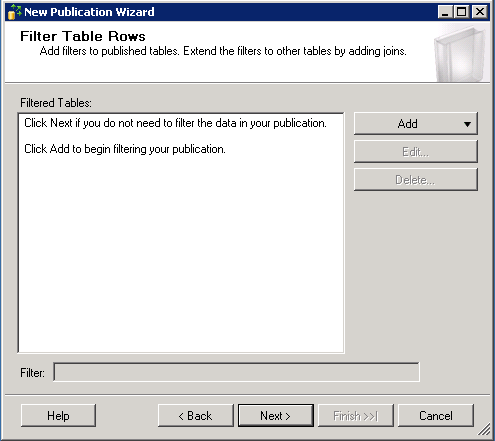 New Publication Wizard
Filter Table Rows
Add filters to published tables. Extend the filters to other tables by adding joins.
Filtered Tables:
Click Next if you do not need to filter the data in your publication.
Click Add to begin filtering your publication.
Add
Edit...
Delete...
Filter:
Help
< Back
Next >
Finish >>|
Cancel